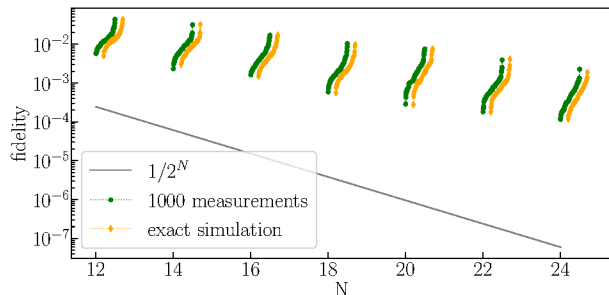 fidelity
10^{-2}
10^{-3}
10^{-4}
10^{-5}
10^{-6}
10^{-7}
1/2^N
1000 measurements
exact simulation
12 14 16 18 20 22 24
N